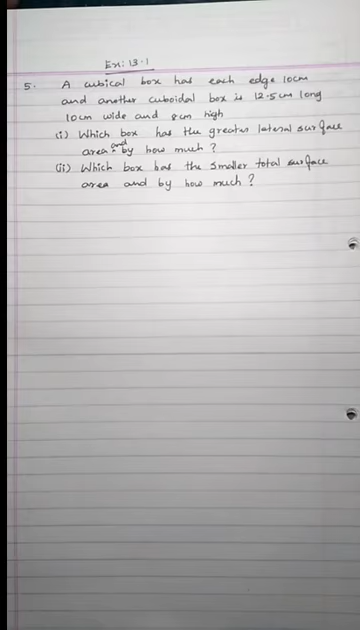 Ex: 13.1
5. A cubical box has each edge 10cm
and another cuboidal box is 12.5cm long
10cm wide and 8cm high
(i) Which box has the greater lateral surface
area and by how much?
(ii) Which box has the smaller total surface
area and by how much?